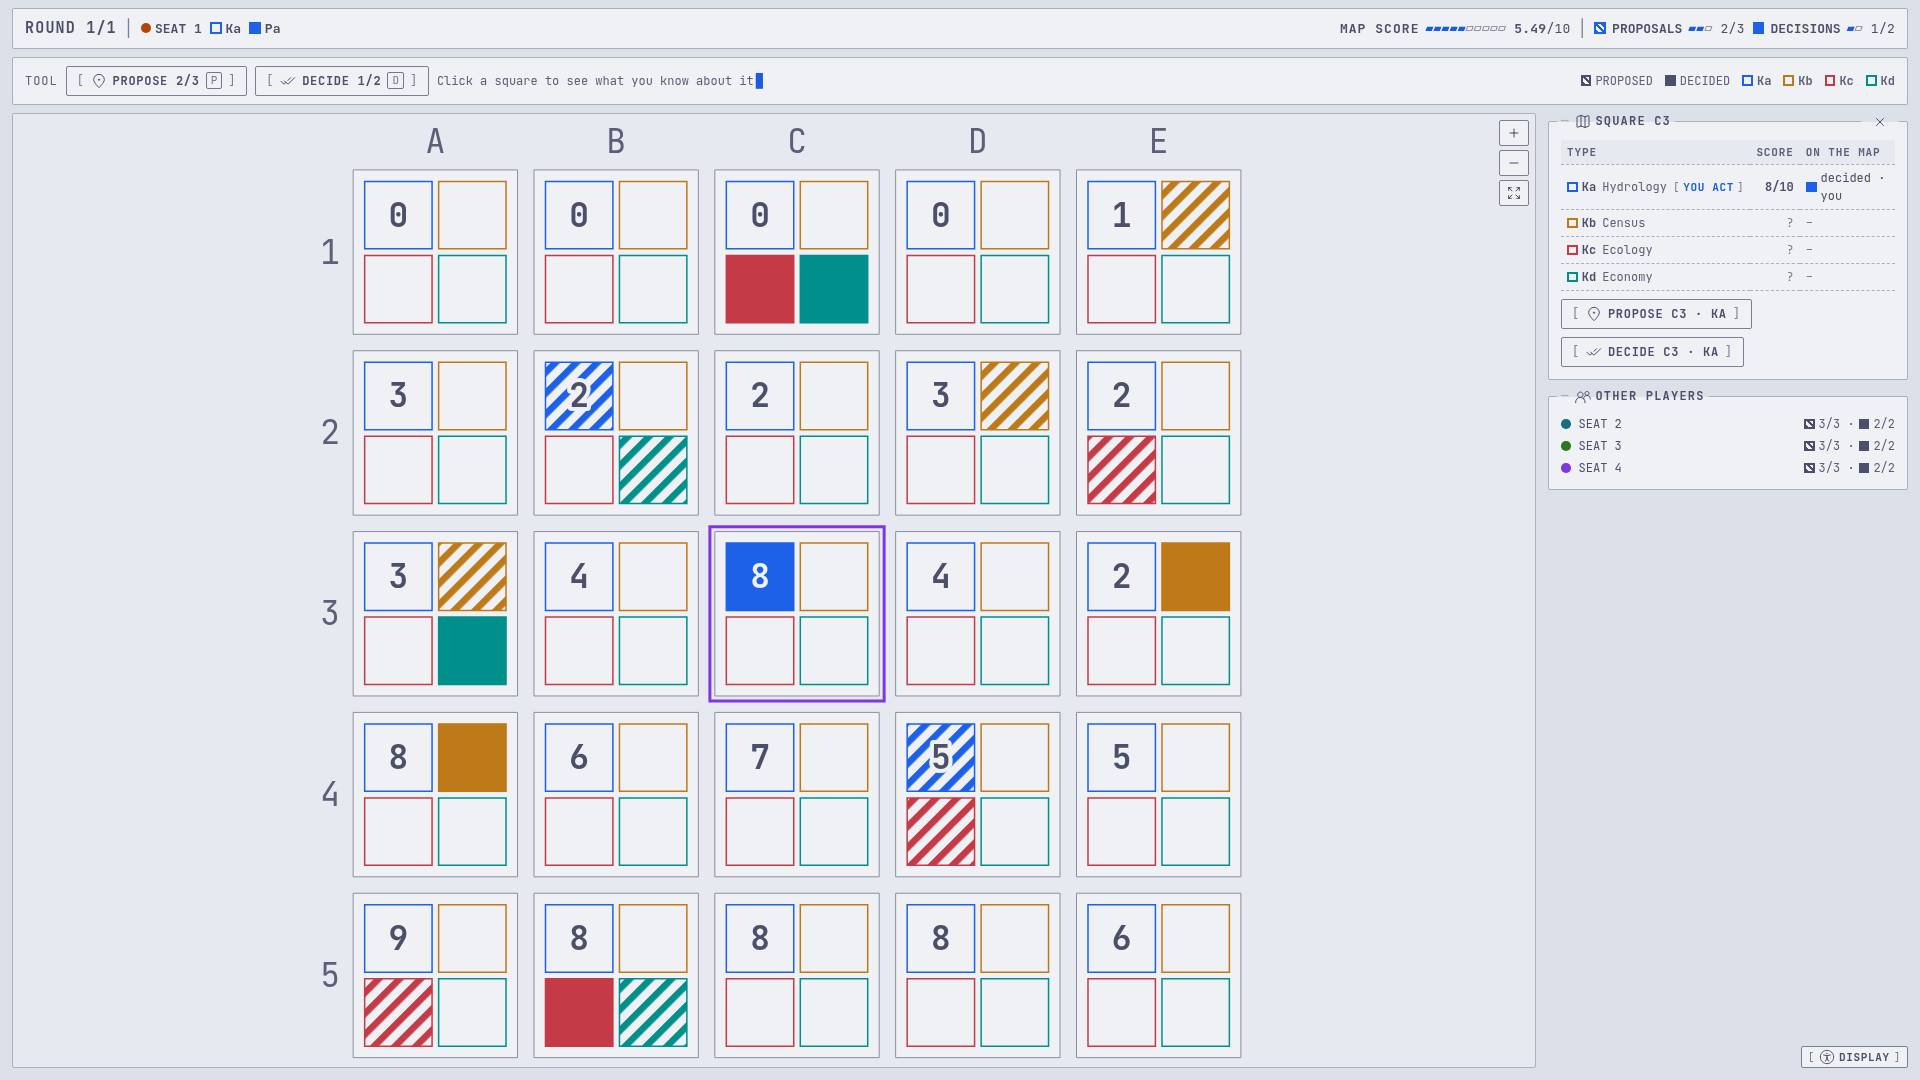 ROUND 1/1 SEAT 1 Ka Pa MAP SCORE 5.49/10 PROPOSALS 2/3 DECISIONS 1/2
TOOL [ PROPOSE 2/3 P ] [ DECIDE 1/2 D ] Click a square to see what you know about it PROPOSED DECIDED Ka Kb Kc Kd
A B C D E
1 0 0 0 0 1
2 3 2 2 3 2
3 3 4 8 4 2
4 8 6 7 5 5
5 9 8 8 8 6
+
−
SQUARE C3
TYPE SCORE ON THE MAP
Ka Hydrology [ YOU ACT ] 8/10 decided ·
you
Kb Census ? –
Kc Ecology ? –
Kd Economy ? –
[ PROPOSE C3 · KA ]
[ DECIDE C3 · KA ]
OTHER PLAYERS
SEAT 2 3/3 · 2/2
SEAT 3 3/3 · 2/2
SEAT 4 3/3 · 2/2
[ DISPLAY ]